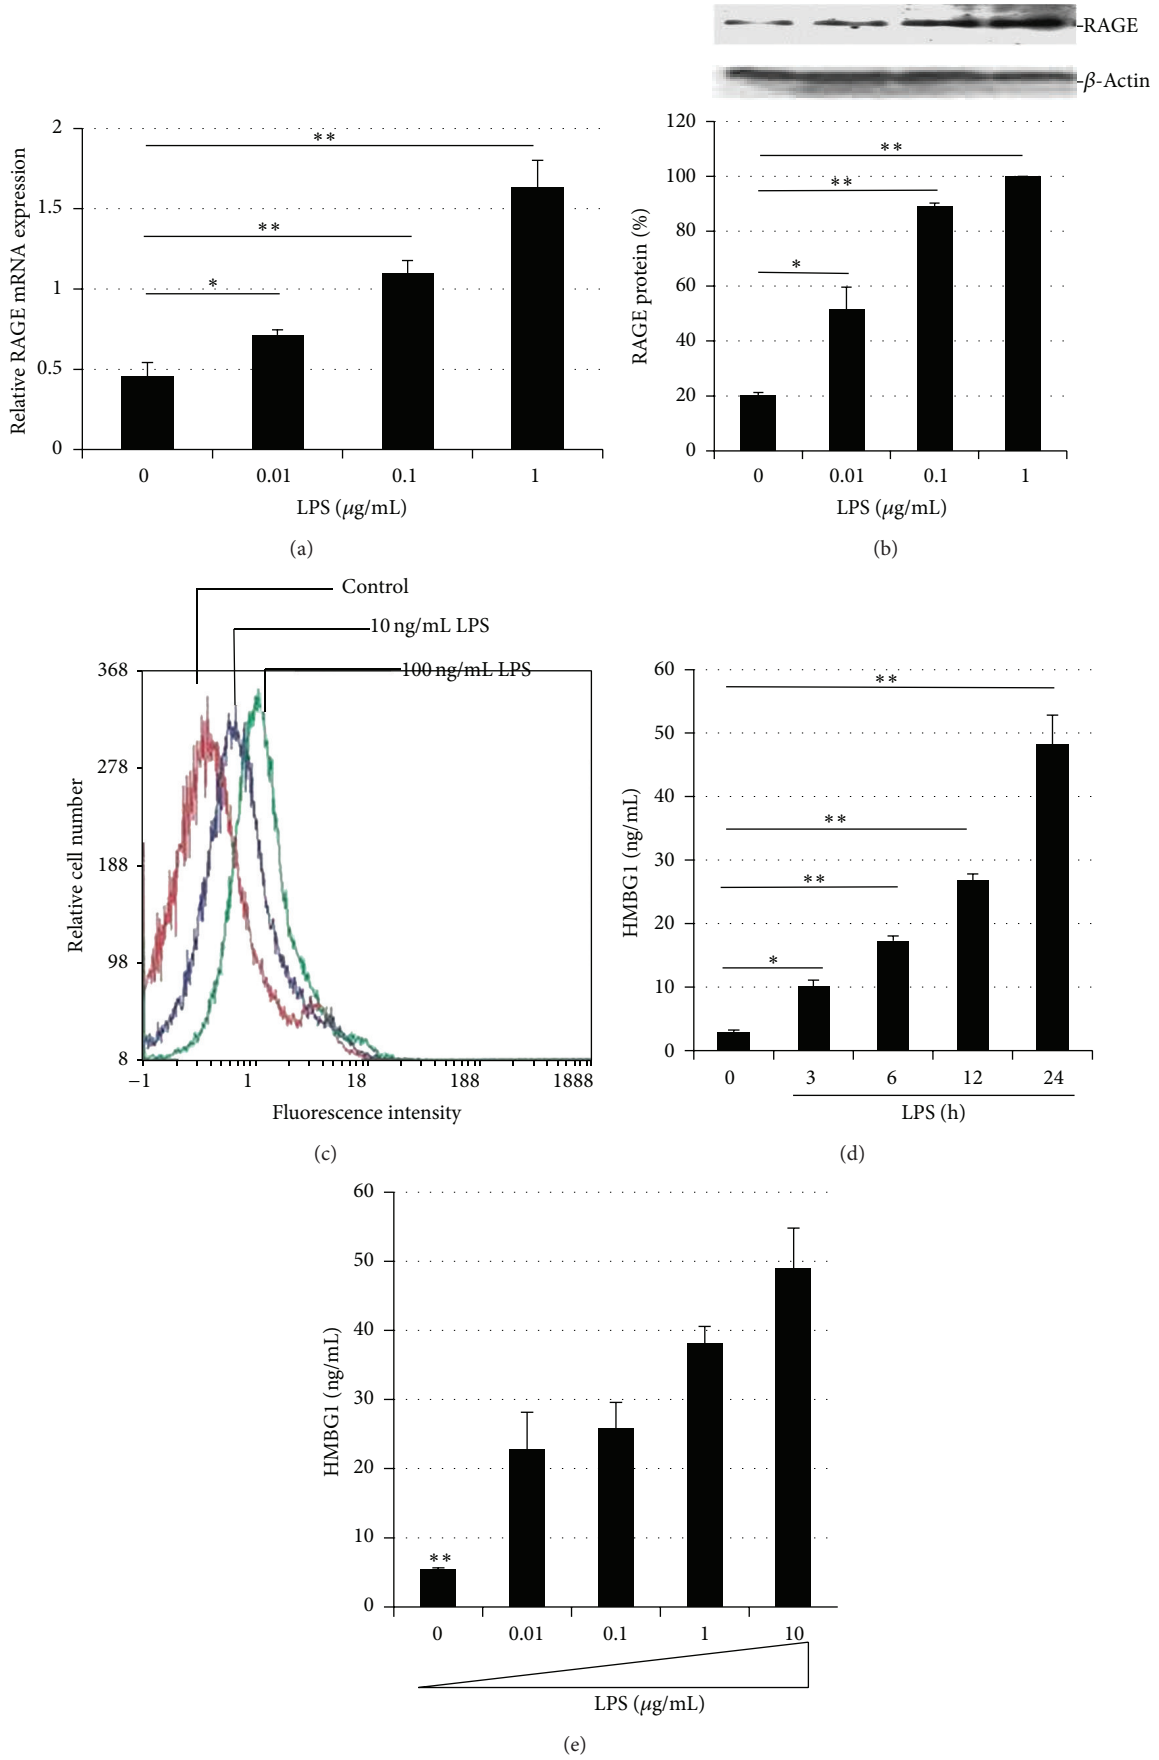 -RAGE
-β-Actin
2
1.5
1
0.5
0
Relative RAGE mRNA expression
**
**
*
0 0.01 0.1 1
LPS (μg/mL)
(a)
120
100
80
60
40
20
0
RAGE protein (%)
**
**
*
0 0.01 0.1 1
LPS (μg/mL)
(b)
Control
10 ng/mL LPS
100 ng/mL LPS
368
278
188
98
8
Relative cell number
−1 1 18 188 1888
Fluorescence intensity
(c)
60
50
40
30
20
10
0
HMBG1 (ng/mL)
**
**
**
*
0 3 6 12 24
LPS (h)
(d)
60
50
40
30
20
10
0
HMBG1 (ng/mL)
**
0 0.01 0.1 1 10
LPS (μg/mL)
(e)